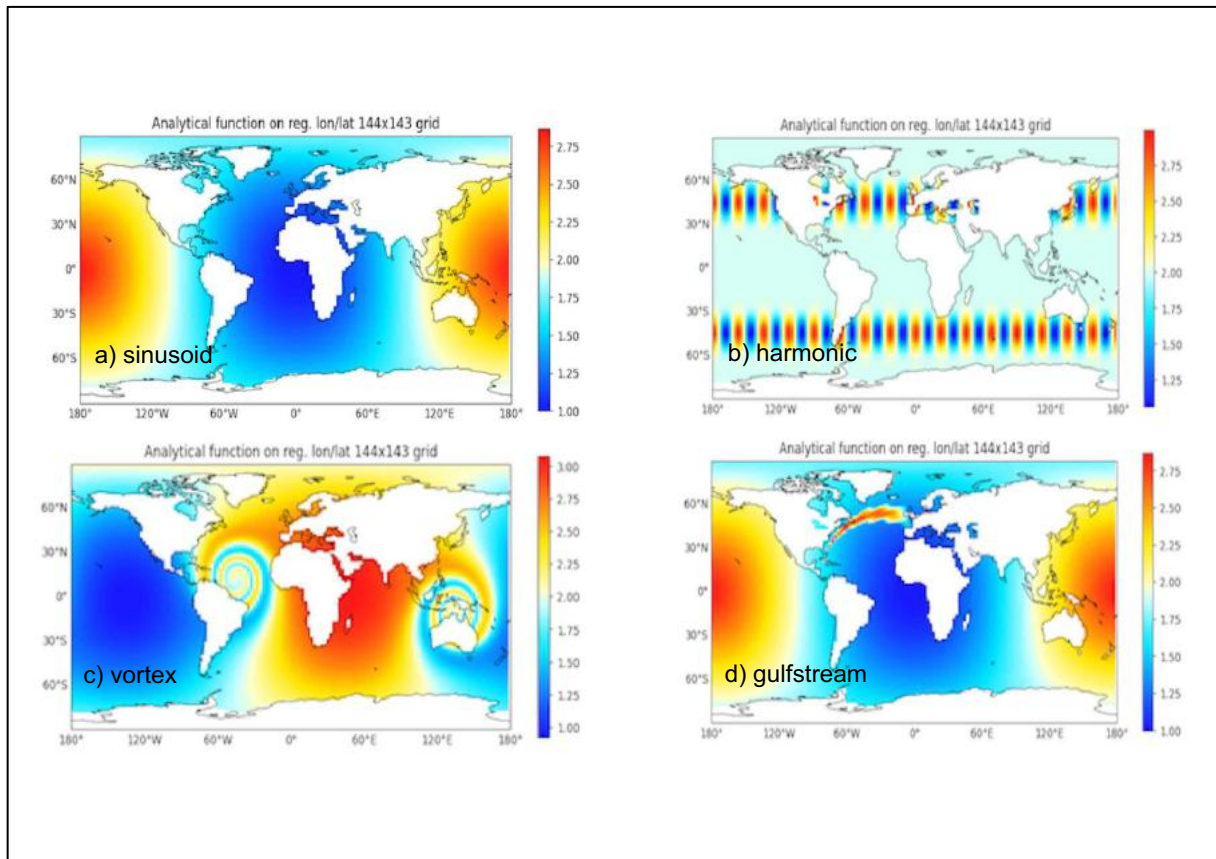 Analytical function on reg. lon/lat 144x143 grid
60°N
30°N
0°
30°S
60°S
180° 120°W 60°W 0° 60°E 120°E 180°
2.75
2.50
2.25
2.00
1.75
1.50
1.25
1.00
a) sinusoid
Analytical function on reg. lon/lat 144x143 grid
60°N
30°N
0°
30°S
60°S
180° 120°W 60°W 0° 60°E 120°E 180°
2.75
2.50
2.25
2.00
1.75
1.50
1.25
b) harmonic
Analytical function on reg. lon/lat 144x143 grid
60°N
30°N
0°
30°S
60°S
180° 120°W 60°W 0° 60°E 120°E 180°
3.00
2.75
2.50
2.25
2.00
1.75
1.50
1.25
1.00
c) vortex
Analytical function on reg. lon/lat 144x143 grid
60°N
30°N
0°
30°S
60°S
180° 120°W 60°W 0° 60°E 120°E 180°
2.75
2.50
2.25
2.00
1.75
1.50
1.25
1.00
d) gulfstream